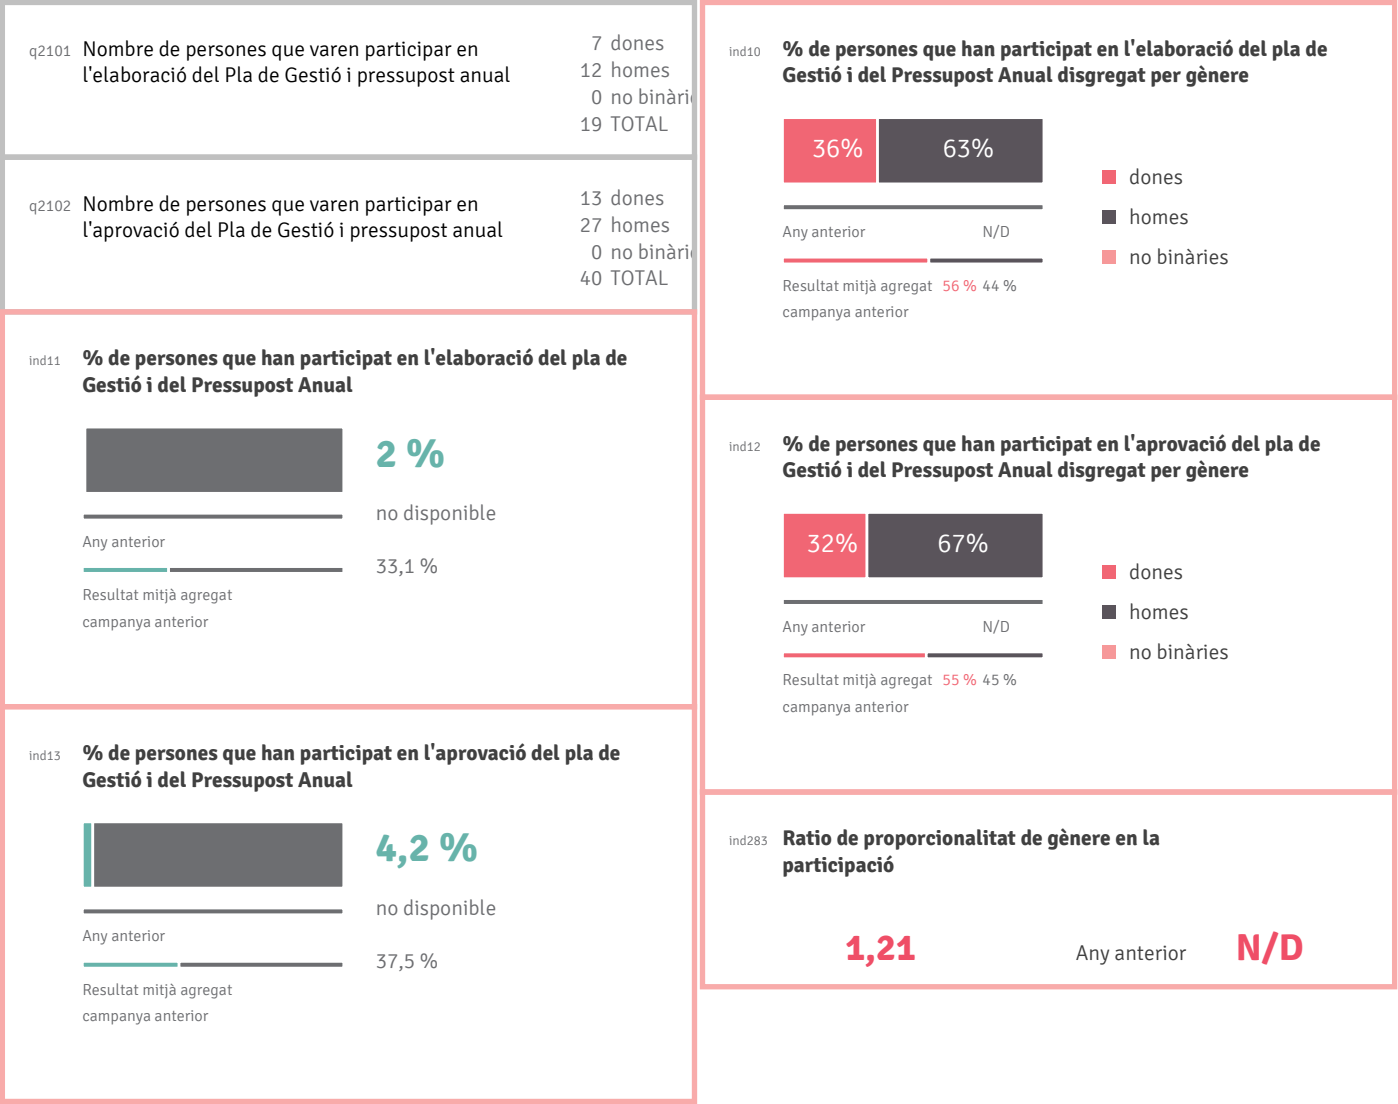 q2101 Nombre de persones que varen participar en
l'elaboració del Pla de Gestió i pressupost anual
7 dones
12 homes
0 no binàri
19 TOTAL
q2102 Nombre de persones que varen participar en
l'aprovació del Pla de Gestió i pressupost anual
13 dones
27 homes
0 no binàri
40 TOTAL
ind11 % de persones que han participat en l'elaboració del pla de
Gestió i del Pressupost Anual
2 %
no disponible
Any anterior
33,1 %
Resultat mitjà agregat
campanya anterior
ind13 % de persones que han participat en l'aprovació del pla de
Gestió i del Pressupost Anual
4,2 %
no disponible
Any anterior
37,5 %
Resultat mitjà agregat
campanya anterior
ind10 % de persones que han participat en l'elaboració del pla de
Gestió i del Pressupost Anual disgregat per gènere
36% 63%
dones
homes
no binàries
Any anterior N/D
Resultat mitjà agregat 56 % 44 %
campanya anterior
ind12 % de persones que han participat en l'aprovació del pla de
Gestió i del Pressupost Anual disgregat per gènere
32% 67%
dones
homes
no binàries
Any anterior N/D
Resultat mitjà agregat 55 % 45 %
campanya anterior
ind283 Ratio de proporcionalitat de gènere en la
participació
1,21 Any anterior N/D